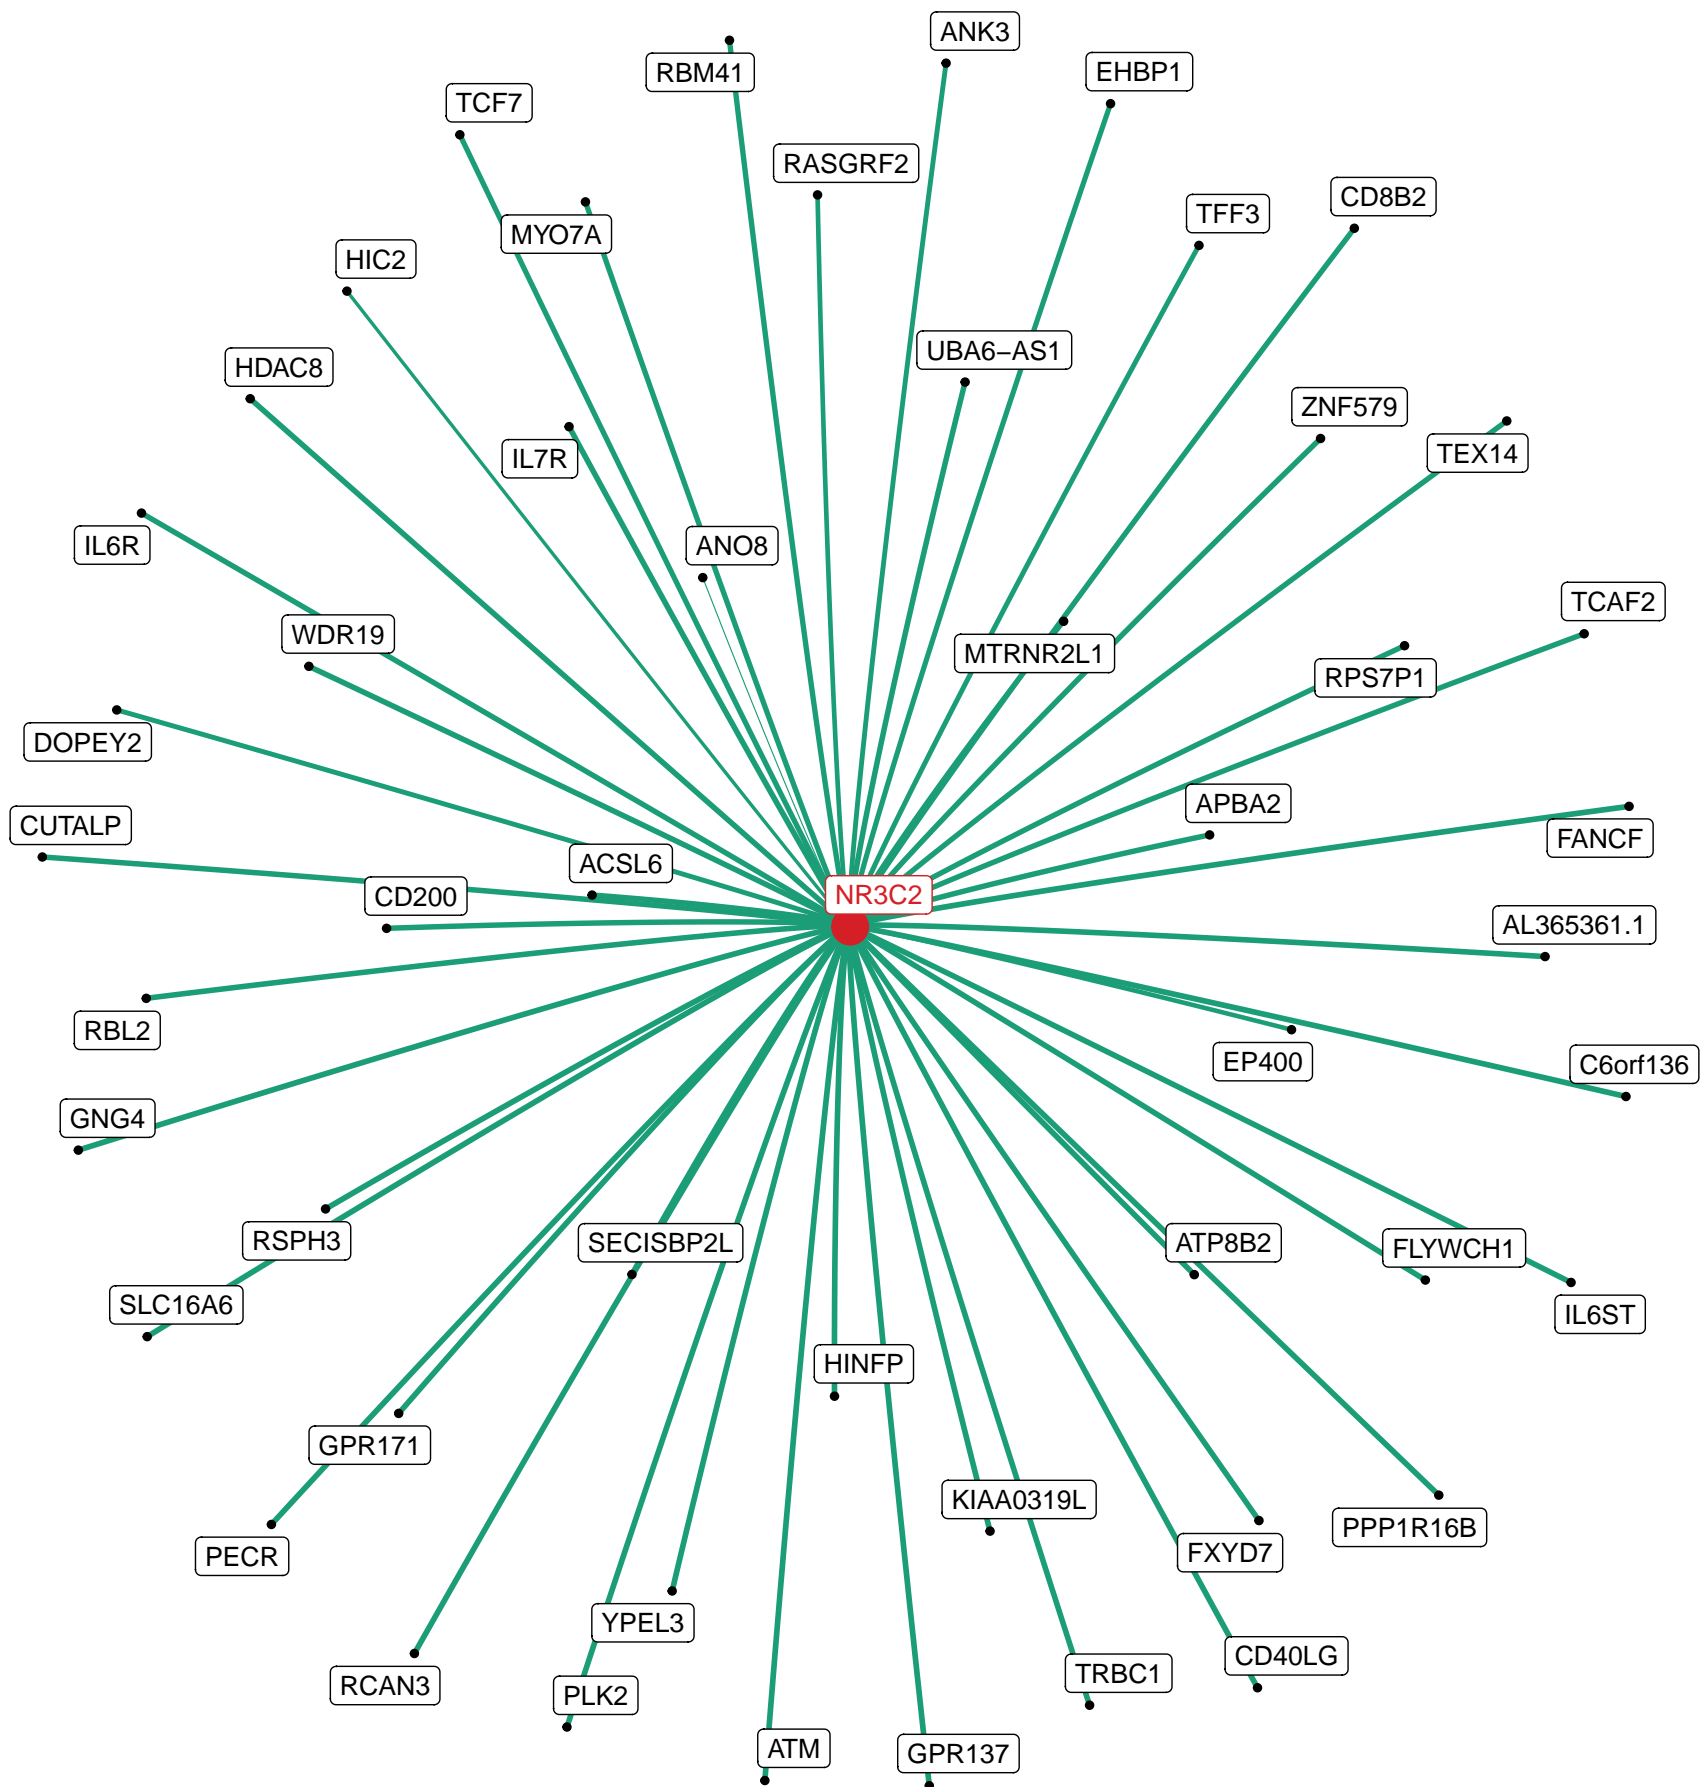 ANK3
RBM41
EHBP1
TCF7
RASGRF2
CD8B2
TFF3
MYO7A
HIC2
UBA6−AS1
HDAC8
ZNF579
TEX14
IL7R
IL6R
ANO8
TCAF2
WDR19
MTRNR2L1
RPS7P1
DOPEY2
APBA2
CUTALP
FANCF
ACSL6
CD200
NR3C2
AL365361.1
RBL2
EP400
C6orf136
GNG4
RSPH3
SECISBP2L
ATP8B2
FLYWCH1
SLC16A6
IL6ST
HINFP
GPR171
KIAA0319L
PPP1R16B
PECR
FXYD7
YPEL3
CD40LG
TRBC1
RCAN3
PLK2
ATM
GPR137